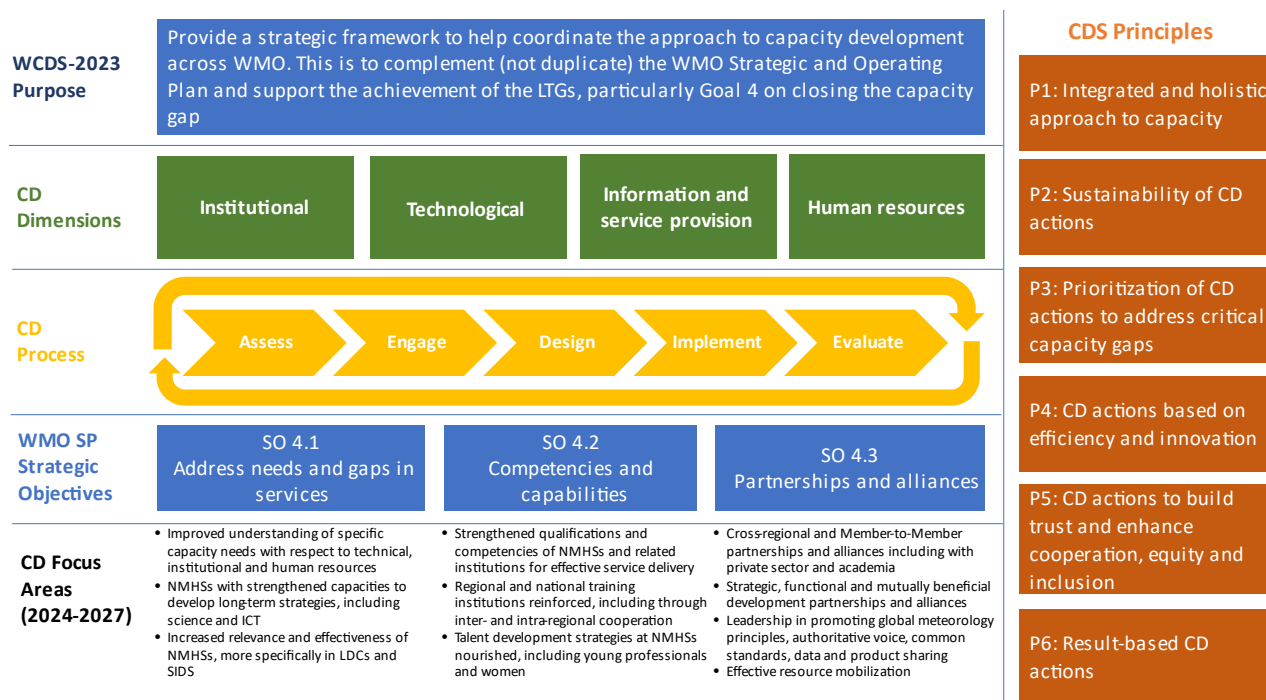 WCDS-2023
Purpose
Provide a strategic framework to help coordinate the approach to capacity development
across WMO. This is to complement (not duplicate) the WMO Strategic and Operating
Plan and support the achievement of the LTGs, particularly Goal 4 on closing the capacity
gap
CD
Dimensions
Institutional
Technological
Information and
service provision
Human resources
CD
Process
Assess
Engage
Design
Implement
Evaluate
WMO SP
Strategic
Objectives
SO 4.1
Address needs and gaps in
services
SO 4.2
Competencies and
capabilities
SO 4.3
Partnerships and alliances
CD Focus
Areas
(2024-2027)
• Improved understanding of specific
capacity needs with respect to technical,
institutional and human resources
• NMHSs with strengthened capacities to
develop long-term strategies, including
science and ICT
• Increased relevance and effectiveness of
NMHSs, more specifically in LDCs and
SIDS
• Strengthened qualifications and
competencies of NMHSs and related
institutions for effective service delivery
• Regional and national training
institutions reinforced, including through
inter- and intra-regional cooperation
• Talent development strategies at NMHSs
nourished, including young professionals
and women
• Cross-regional and Member-to-Member
partnerships and alliances including with
private sector and academia
• Strategic, functional and mutually beneficial
development partnerships and alliances
• Leadership in promoting global meteorology
principles, authoritative voice, common
standards, data and product sharing
• Effective resource mobilization
CDS Principles
P1: Integrated and holistic
approach to capacity
P2: Sustainability of CD
actions
P3: Prioritization of CD
actions to address critical
capacity gaps
P4: CD actions based on
efficiency and innovation
P5: CD actions to build
trust and enhance
cooperation, equity and
inclusion
P6: Result-based CD
actions